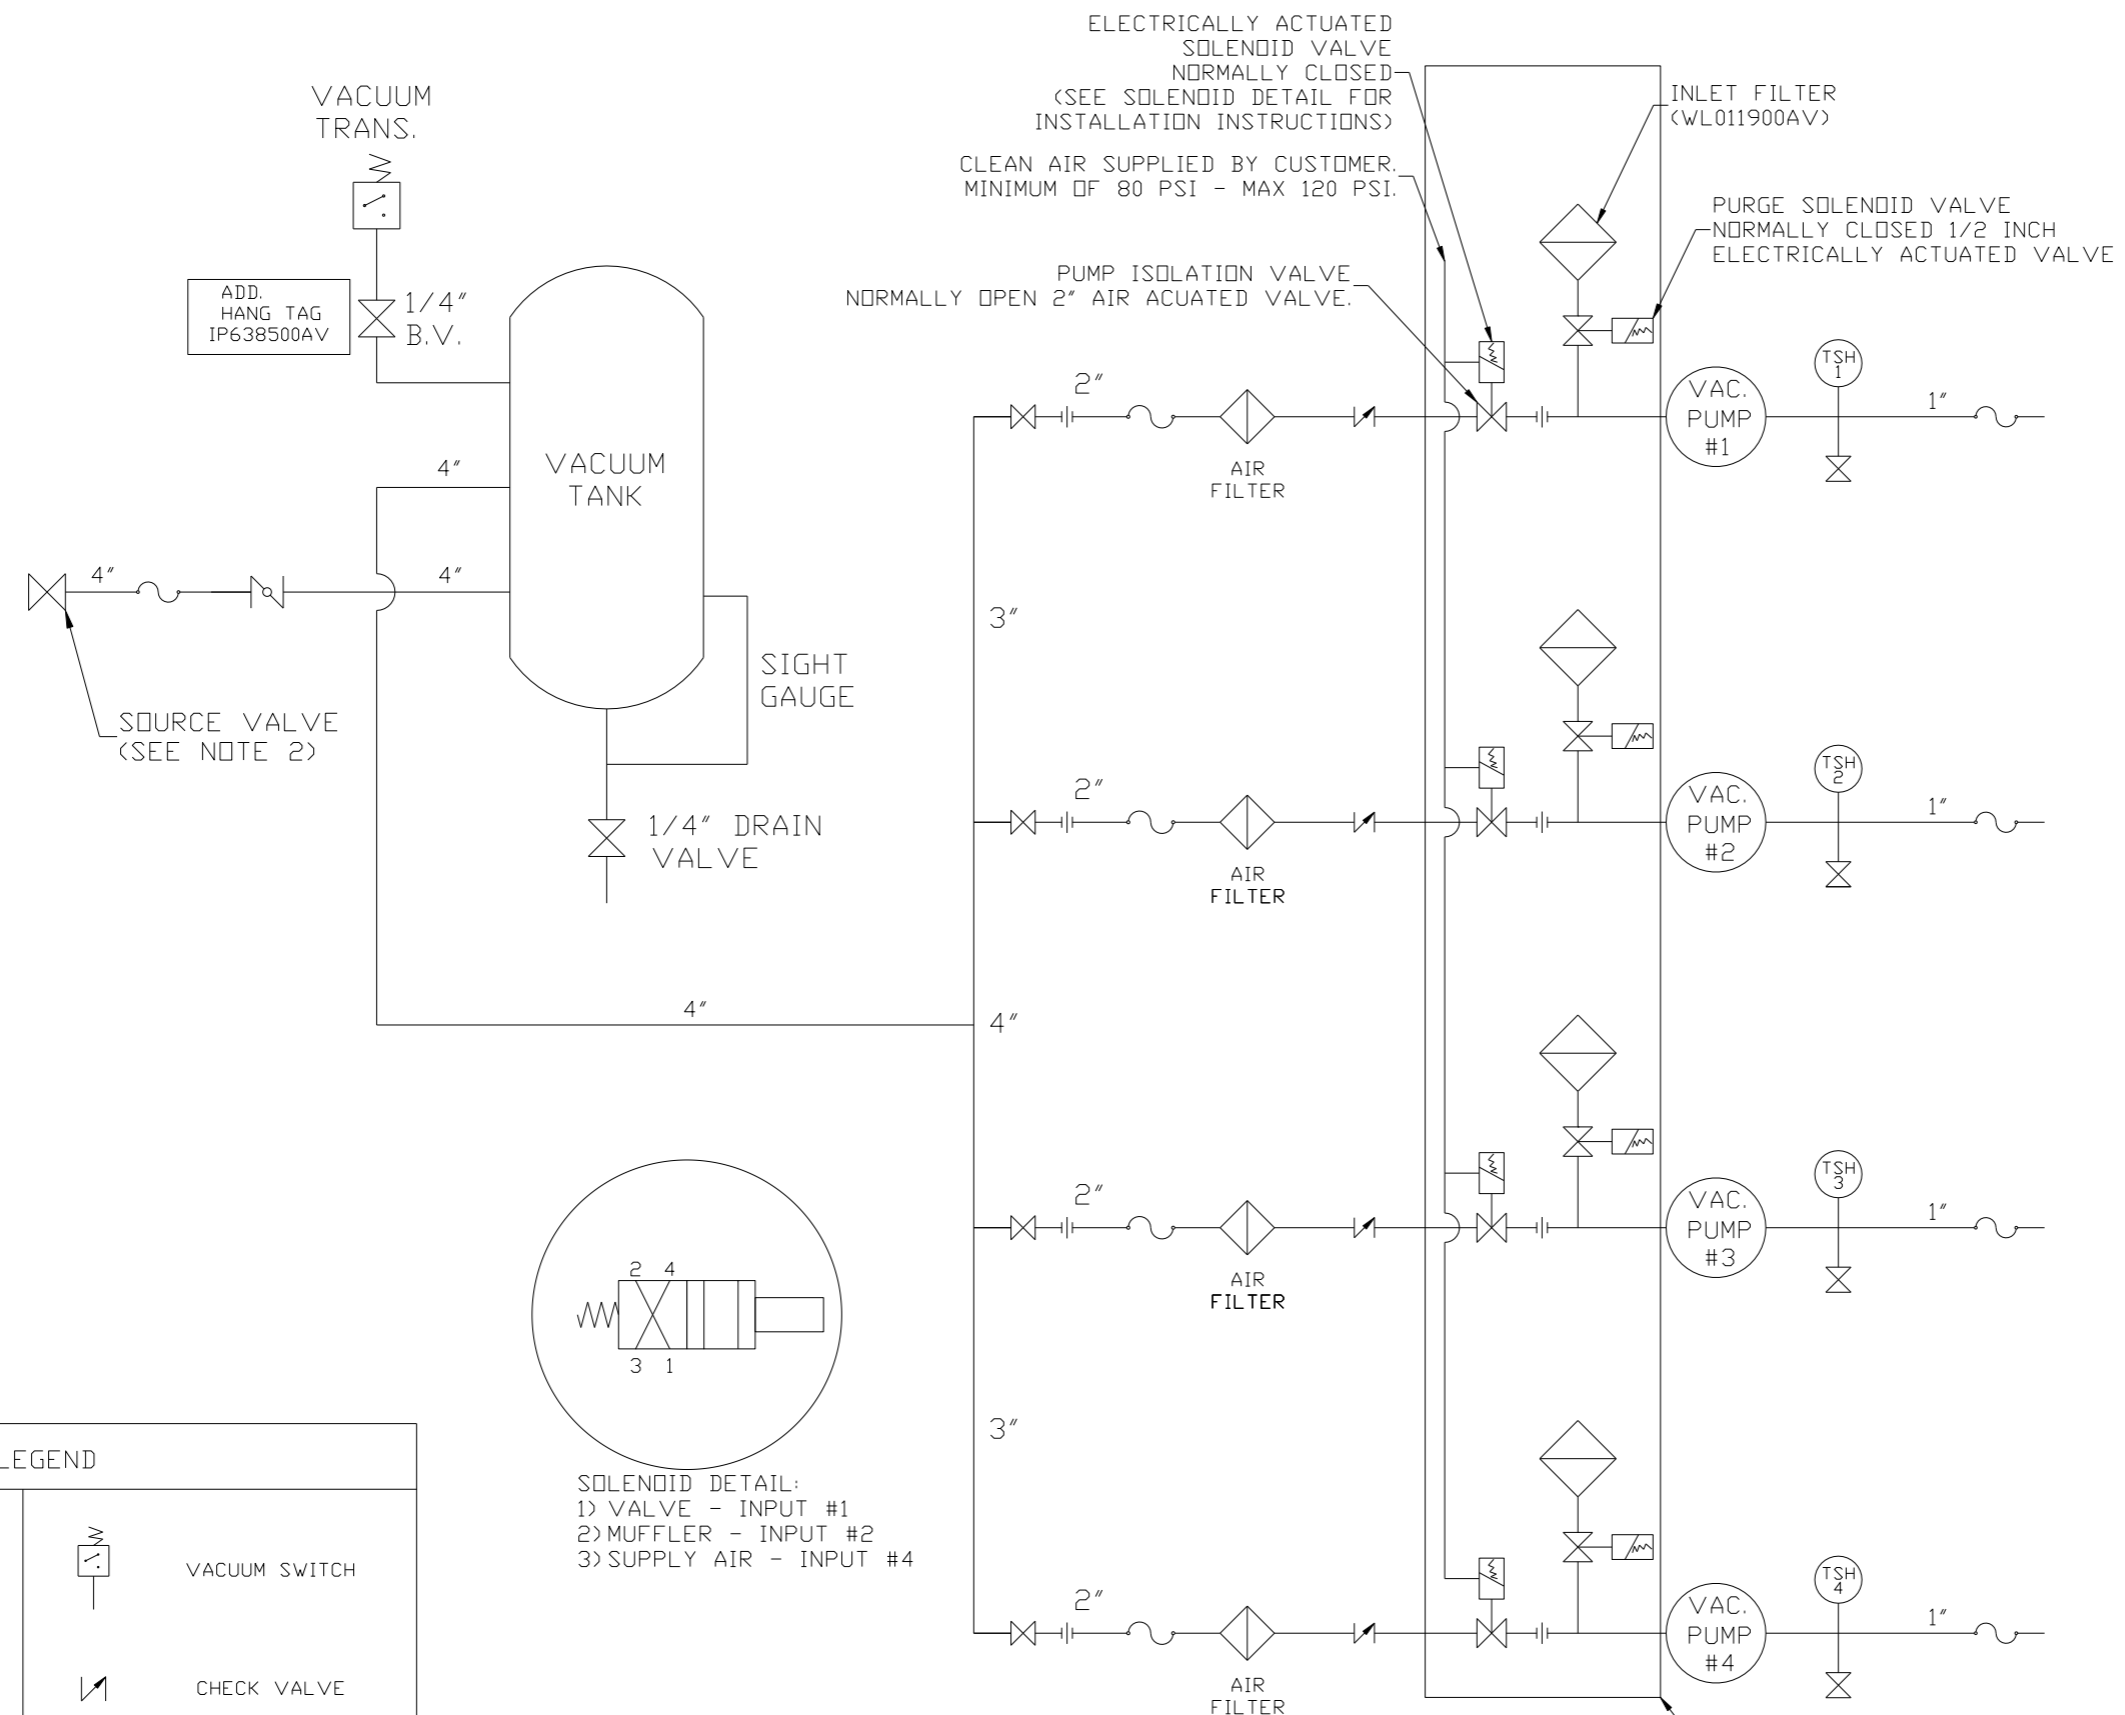 ELECTRICALLY ACTUATED
SOLENOID VALVE
NORMALLY CLOSED
(SEE SOLENOID DETAIL FOR
INSTALLATION INSTRUCTIONS)
CLEAN AIR SUPPLIED BY CUSTOMER.
MINIMUM OF 80 PSI - MAX 120 PSI.
PUMP ISOLATION VALVE
NORMALLY OPEN 2" AIR ACUATED VALVE.
INLET FILTER
(WL011900AV)
PURGE SOLENOID VALVE
NORMALLY CLOSED 1/2 INCH
ELECTRICALLY ACTUATED VALVE
VACUUM
TRANS.
ADD.
HANG TAG
IP638500AV
1/4"
B.V.
VACUUM
TANK
4"
4"
4"
SOURCE VALVE
(SEE NOTE 2)
SIGHT
GAUGE
1/4" DRAIN
VALVE
4"
3"
4"
3"
2"
AIR
FILTER
VAC.
PUMP
#1
TSH
1
1"
2"
AIR
FILTER
VAC.
PUMP
#2
TSH
2
1"
2"
AIR
FILTER
VAC.
PUMP
#3
TSH
3
1"
2"
AIR
FILTER
VAC.
PUMP
#4
TSH
4
1"
2 4
3 1
SOLENOID DETAIL:
1) VALVE - INPUT #1
2) MUFFLER - INPUT #2
3) SUPPLY AIR - INPUT #4
LEGEND
VACUUM SWITCH
CHECK VALVE